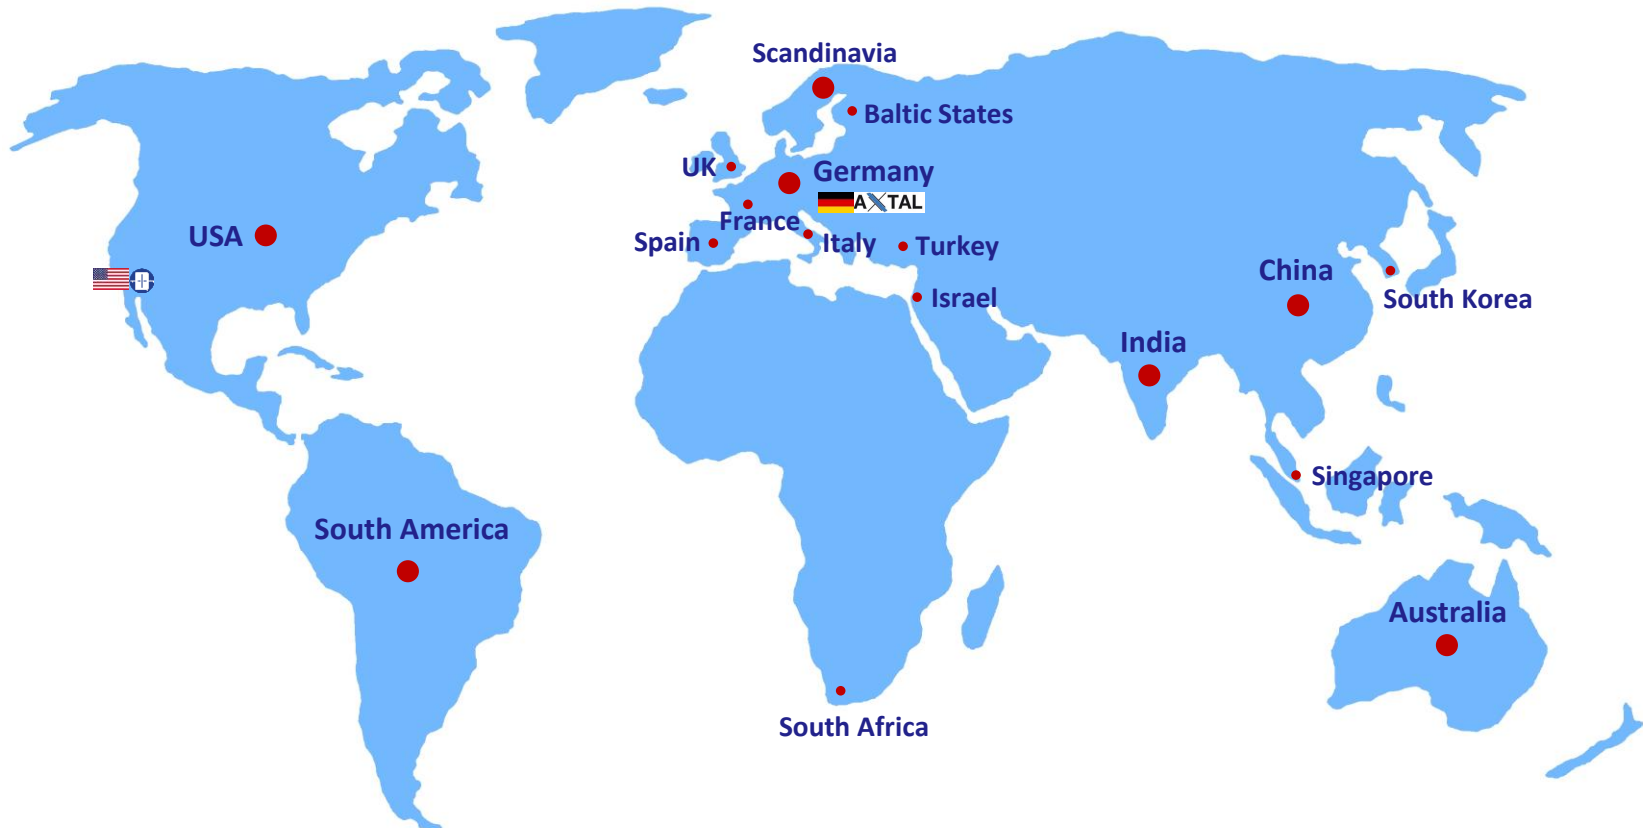 Scandinavia
Baltic States
UK
Germany
AXTAL
France
USA
Spain
Italy
Turkey
China
Israel
South Korea
India
Singapore
South America
Australia
South Africa